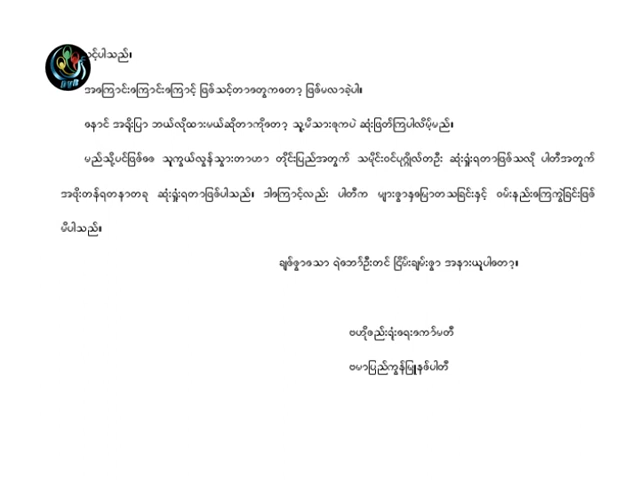 သင့်ပါသည်။
အကြောင်းကြောင်းကြောင့် ဖြစ်သင့်တာတွေကတော့ ဖြစ်မလာခဲ့ပါ။
နောင် အရိုးပြာ ဘယ်လိုထားမယ်ဆိုတာကိုတော့ သူ့မိသားစုကပဲ ဆုံးဖြတ်ကြပါလိမ့်မည်။
မည်သို့ပင်ဖြစ်စေ သူကွယ်လွန်သွားတာဟာ တိုင်းပြည်အတွက် သမိုင်းဝင်ပုဂ္ဂိုလ်တဦး ဆုံးရှုံးရတာဖြစ်သလို ပါတီအတွက်
အဖိုးတန်ရတနာတခု ဆုံးရှုံးရတာဖြစ်ပါသည်။ ဒါကြောင့်လည်း ပါတီက များစွာနှမြောတသခြင်းနှင့် ဝမ်းနည်းကြေကွဲခြင်းဖြစ်
မိပါသည်။
ချစ်စွာသော ရဲဘော်ဦးတင် ငြိမ်းချမ်းစွာ အနားယူပါတော့။
ဗဟိုစည်းရုံးရေးကော်မတီ
ဗမာပြည်ကွန်မြူနစ်ပါတီ